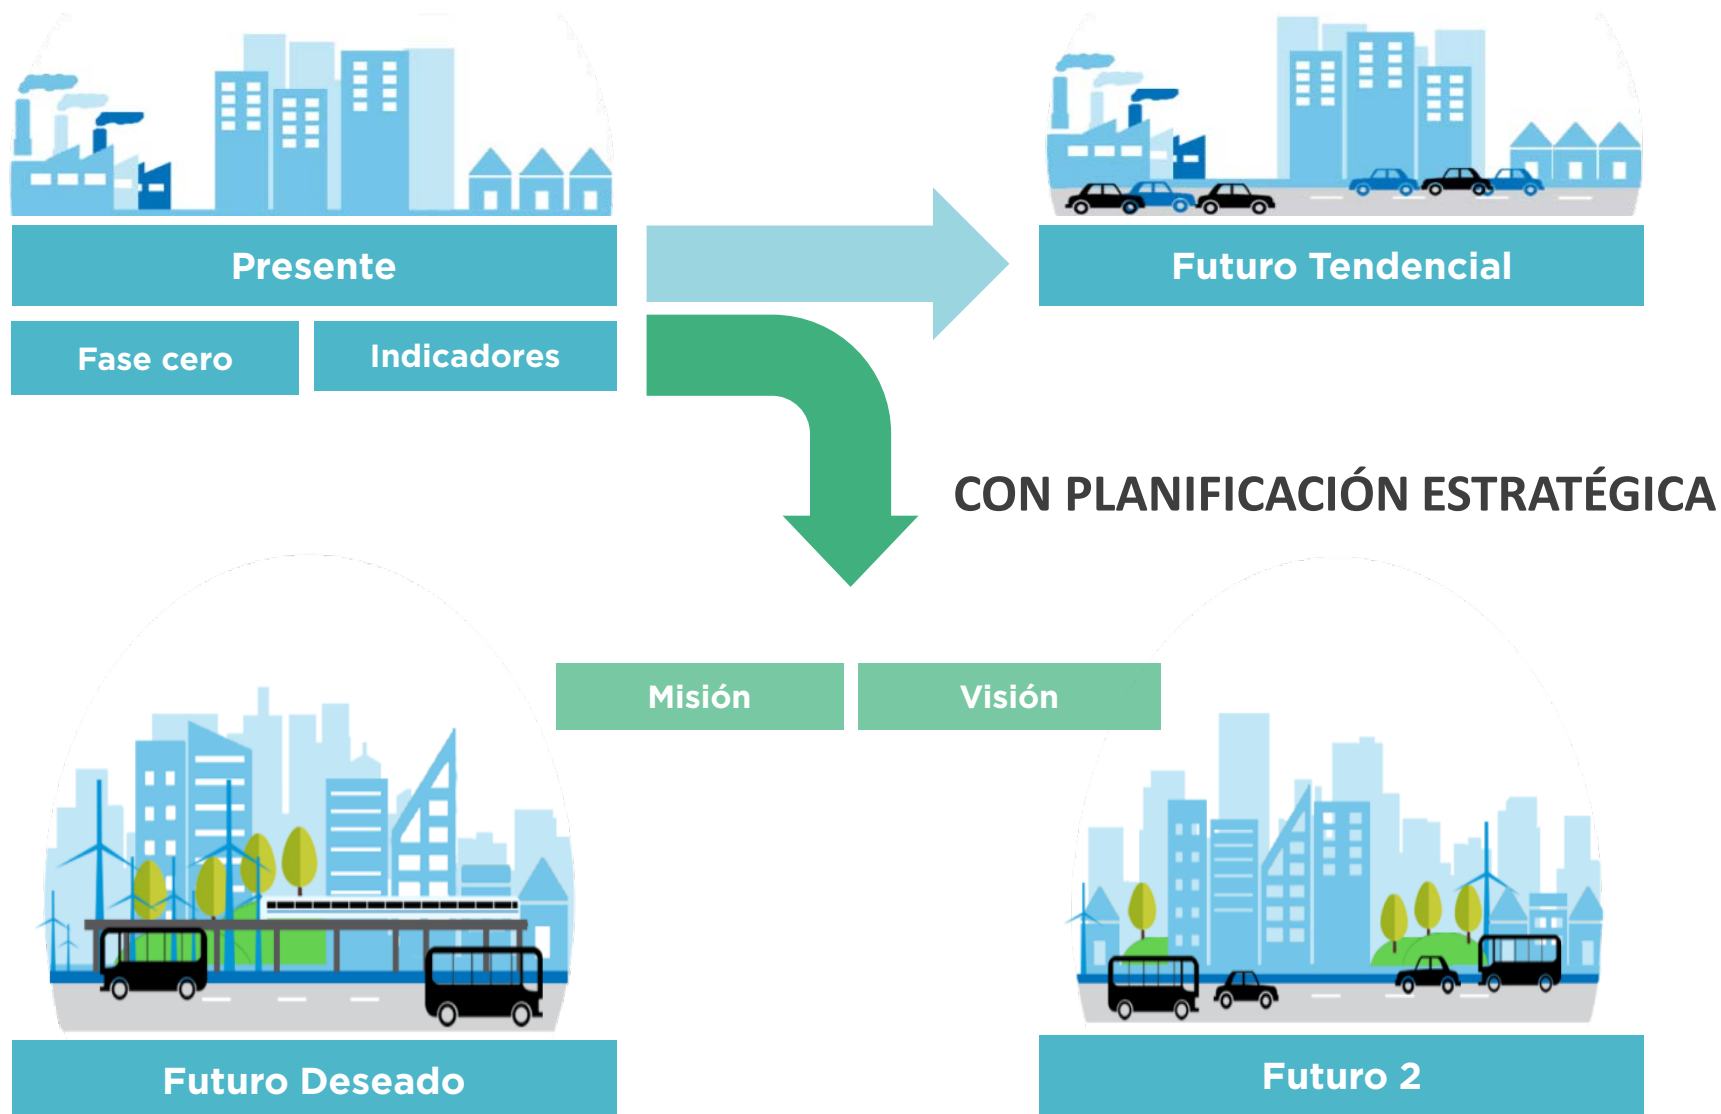 Presente
Futuro Tendencial
Fase cero
Indicadores
CON PLANIFICACIÓN ESTRATÉGICA
Misión
Visión
Futuro Deseado
Futuro 2